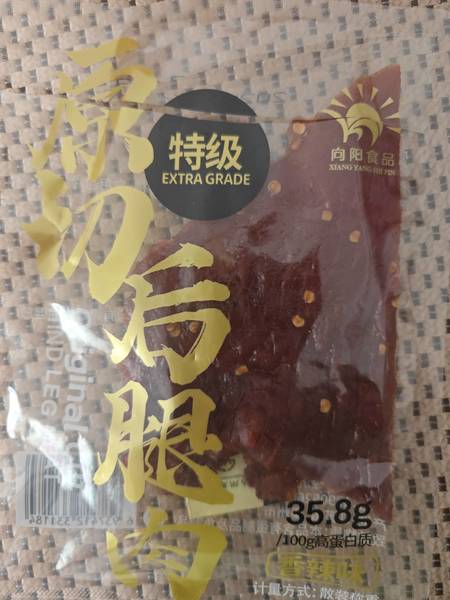 原切后腿肉
特级
EXTRA GRADE
向阳食品
XIANG YANG SHI PIN
Original
HIND LEG
35.8g
/100g高蛋白质
香辣味
计量方式:散装称重